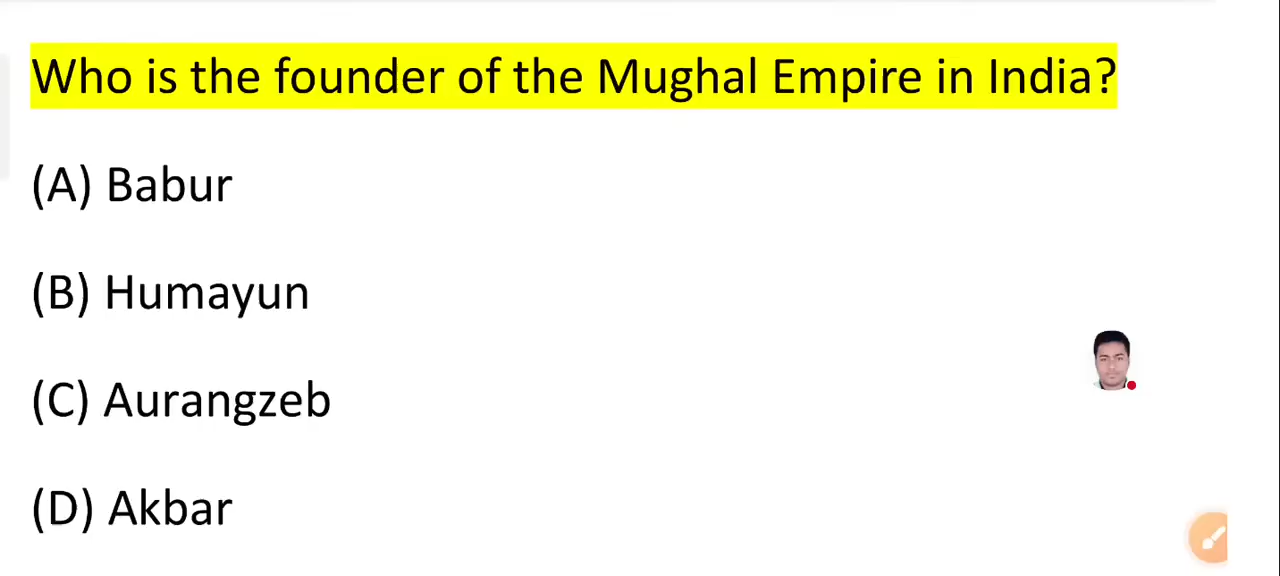 Who is the founder of the Mughal Empire in India?
(A) Babur
(B) Humayun
(C) Aurangzeb
(D) Akbar